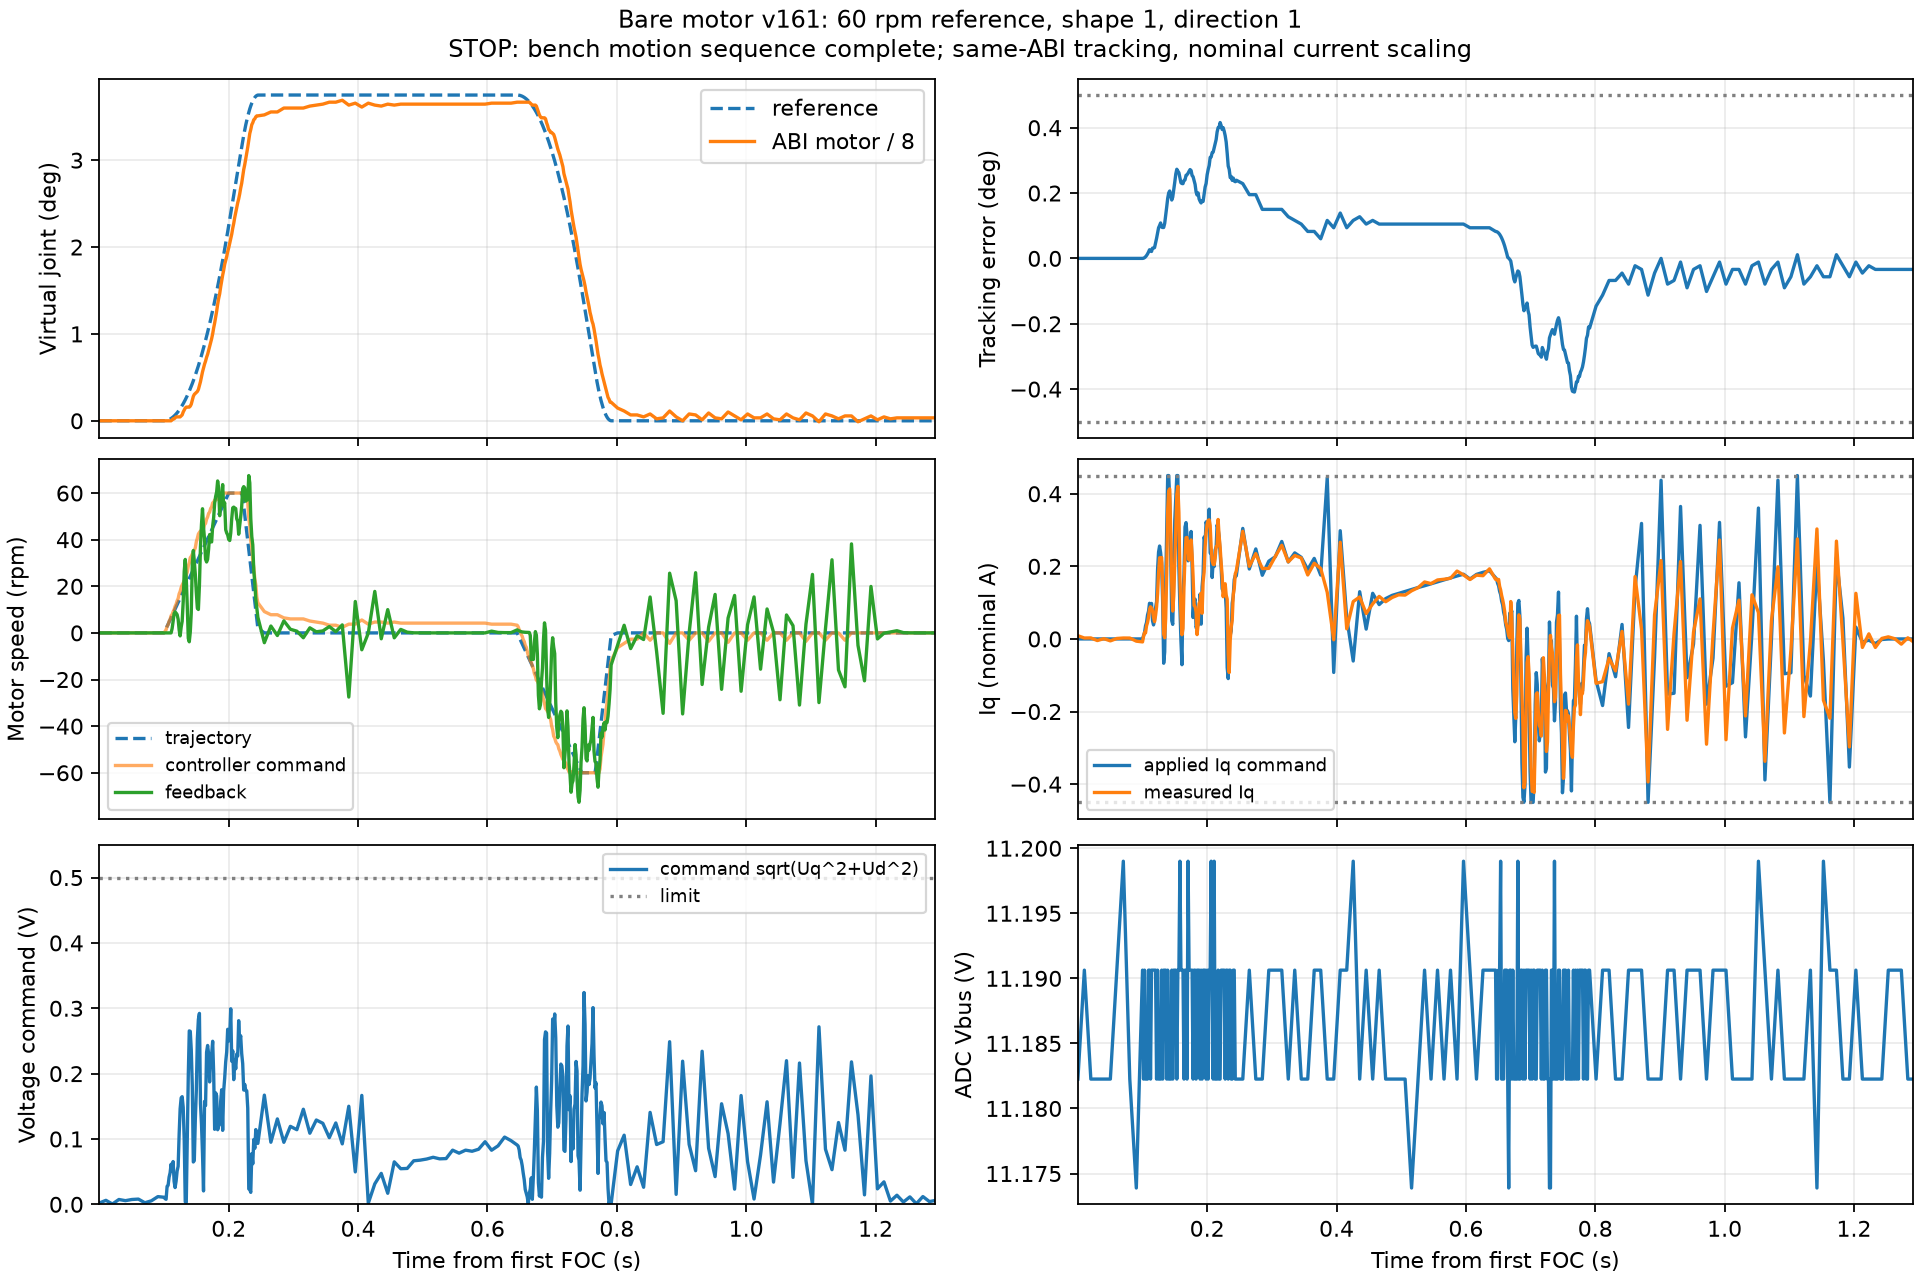 Bare motor v161: 60 rpm reference, shape 1, direction 1
STOP: bench motion sequence complete; same-ABI tracking, nominal current scaling
Virtual joint (deg)
3
2
1
0
reference
ABI motor / 8
Tracking error (deg)
0.4
0.2
0.0
−0.2
−0.4
Motor speed (rpm)
60
40
20
0
−20
−40
−60
trajectory
controller command
feedback
Iq (nominal A)
0.4
0.2
0.0
−0.2
−0.4
applied Iq command
measured Iq
Voltage command (V)
0.5
0.4
0.3
0.2
0.1
0.0
command sqrt(Uq^2+Ud^2)
limit
0.2 0.4 0.6 0.8 1.0 1.2
Time from first FOC (s)
ADC Vbus (V)
11.200
11.195
11.190
11.185
11.180
11.175
0.2 0.4 0.6 0.8 1.0 1.2
Time from first FOC (s)